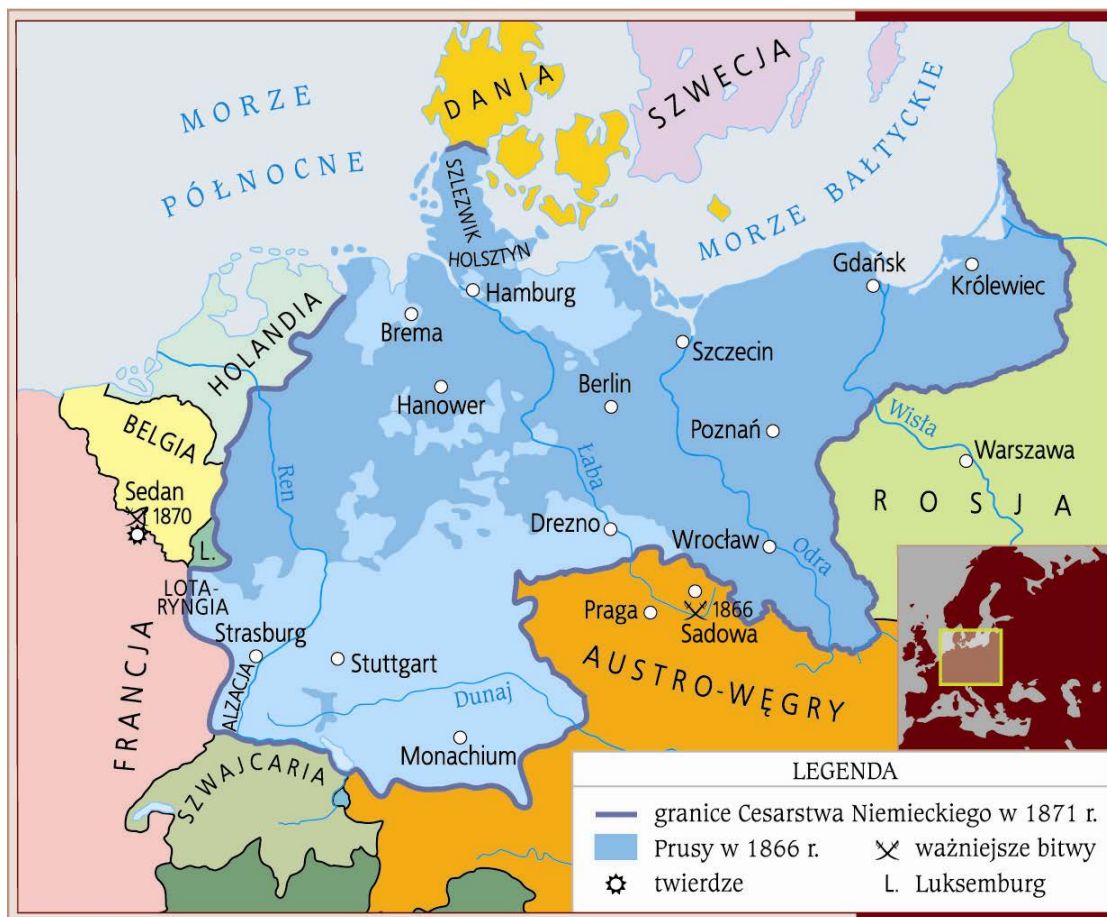 MORZE
PÓŁNOCNE
DANIA
SZWECJA
MORZE BAŁTYCKIE
SZLEZWIK
HOLSZTYN
Hamburg
Gdańsk
Królewiec
Brema
HOLANDIA
Szczecin
Hanower
Berlin
Poznań
Wisła
Warszawa
BELGIA
Ren
Łaba
Sedan
1870
ROSJA
Drezno
Wrocław
Odra
L.
LOTA-
RYNGIA
Praga
1866
Sadowa
Strasburg
Stuttgart
AUSTRO-WĘGRY
FRANCJA
ALZACJA
Dunaj
Monachium
SZWAJCARIA
LEGENDA
granice Cesarstwa Niemieckiego w 1871 r.
Prusy w 1866 r.
ważniejsze bitwy
twierdze
L. Luksemburg